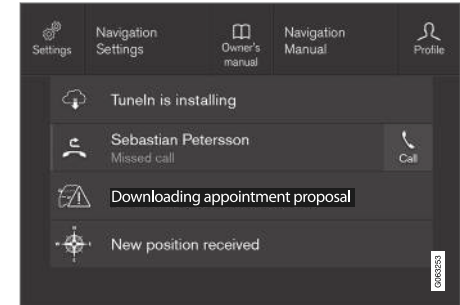 Settings
Navigation
Settings
Owner's
manual
Navigation
Manual
Profile
TuneIn is installing
Sebastian Petersson
Missed call
Call
Downloading appointment proposal
New position received
G063253